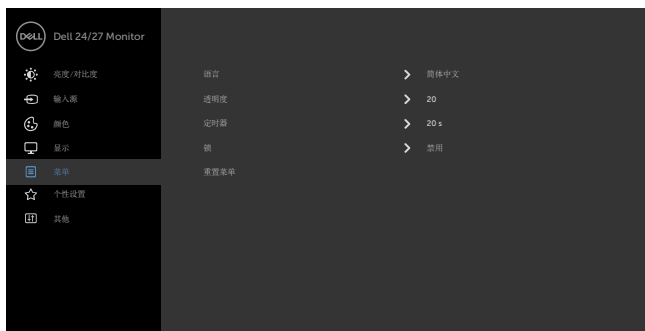 DELL
Dell 24/27 Monitor
亮度/对比度
输入源
颜色
显示
菜单
个性设置
其他
语言 简体中文
透明度 20
定时器 20 s
锁 禁用
重置菜单